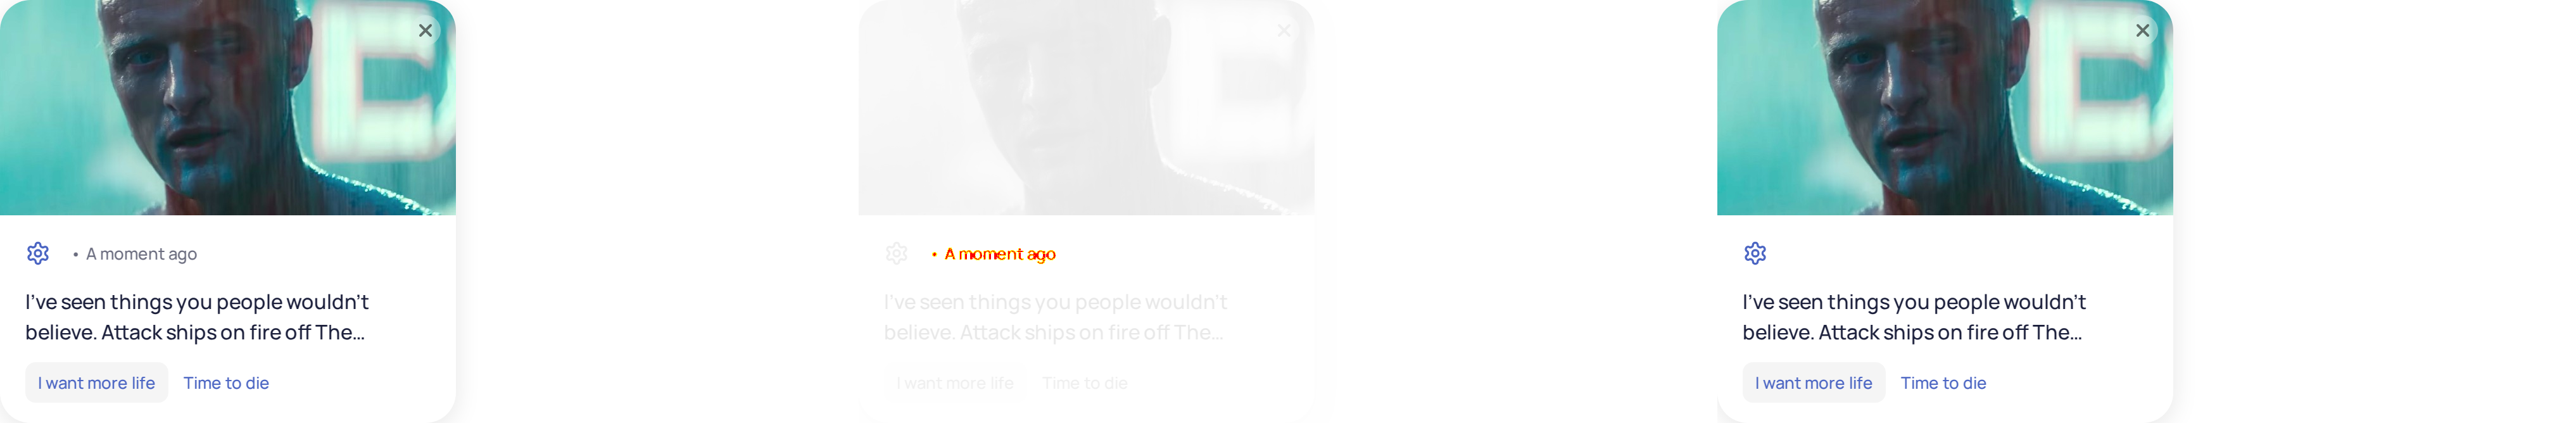 • A moment ago
I've seen things you people wouldn't
believe. Attack ships on fire off The...
I want more life
Time to die
• A moment ago
I've seen things you people wouldn't
believe. Attack ships on fire off The...
I want more life
Time to die
I've seen things you people wouldn't
believe. Attack ships on fire off The...
I want more life
Time to die